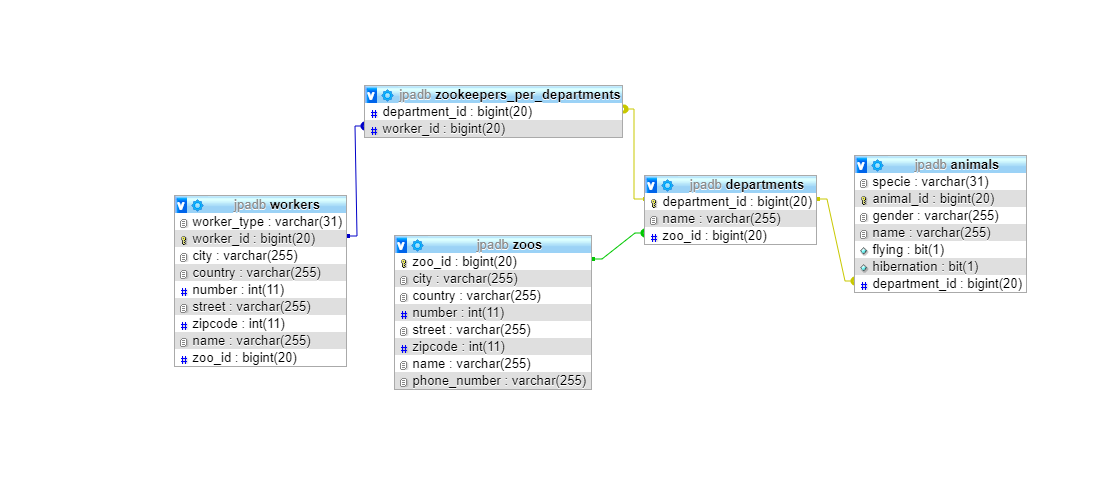 jpadb zookeepers_per_departments
department_id : bigint(20)
worker_id : bigint(20)
jpadb workers
worker_type : varchar(31)
worker_id : bigint(20)
city : varchar(255)
country : varchar(255)
number : int(11)
street : varchar(255)
zipcode : int(11)
name : varchar(255)
zoo_id : bigint(20)
jpadb zoos
zoo_id : bigint(20)
city : varchar(255)
country : varchar(255)
number : int(11)
street : varchar(255)
zipcode : int(11)
name : varchar(255)
phone_number : varchar(255)
jpadb departments
department_id : bigint(20)
name : varchar(255)
zoo_id : bigint(20)
jpadb animals
specie : varchar(31)
animal_id : bigint(20)
gender : varchar(255)
name : varchar(255)
flying : bit(1)
hibernation : bit(1)
department_id : bigint(20)